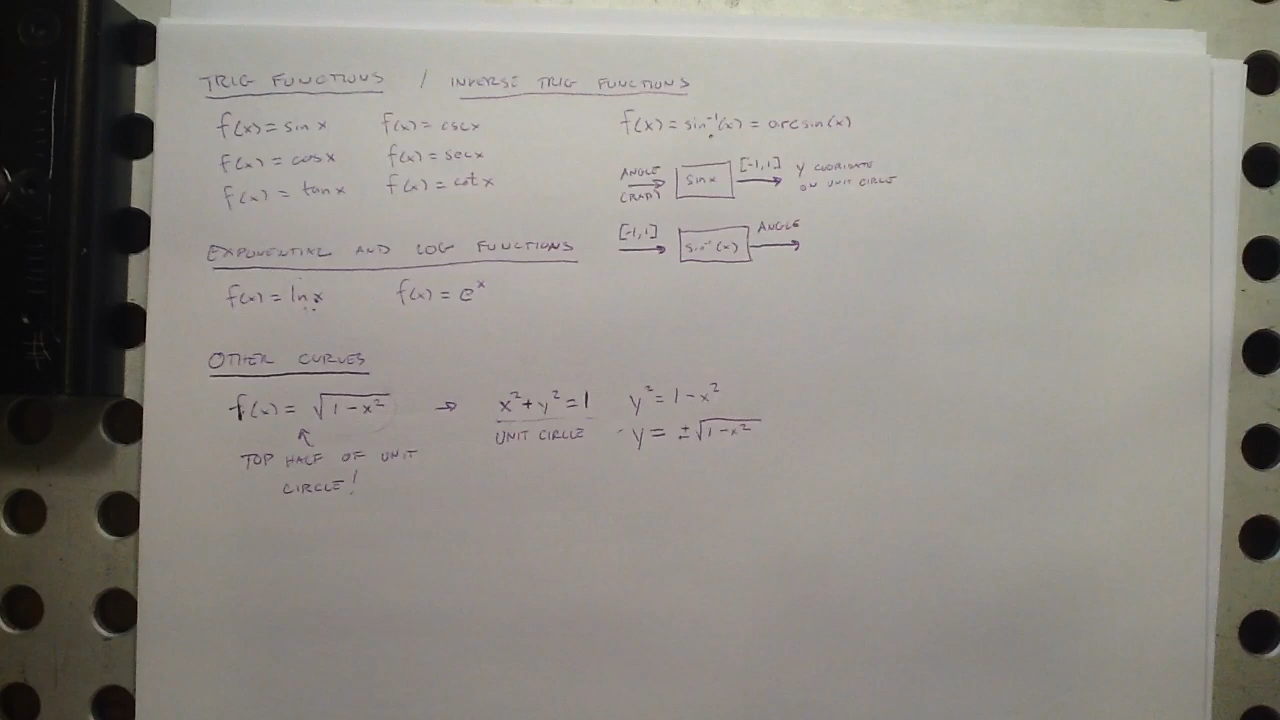 TRIG FUNCTIONS / INVERSE TRIG FUNCTIONS
f(x) = sin x f(x) = csc x
f(x) = cos x f(x) = sec x
f(x) = tan x f(x) = cot x
f(x) = sin⁻¹(x) = arcsin(x)
ANGLE (RAD) sin x [-1,1] Y COORDINATE
ON UNIT CIRCLE
[-1,1] sin⁻¹(x) ANGLE
EXPONENTIAL AND LOG FUNCTIONS
f(x) = ln x f(x) = e^x
OTHER CURVES
f(x) = √(1-x²) → x²+y²=1 y² = 1-x²
UNIT CIRCLE y = ±√(1-x²)
TOP HALF OF UNIT
CIRCLE!